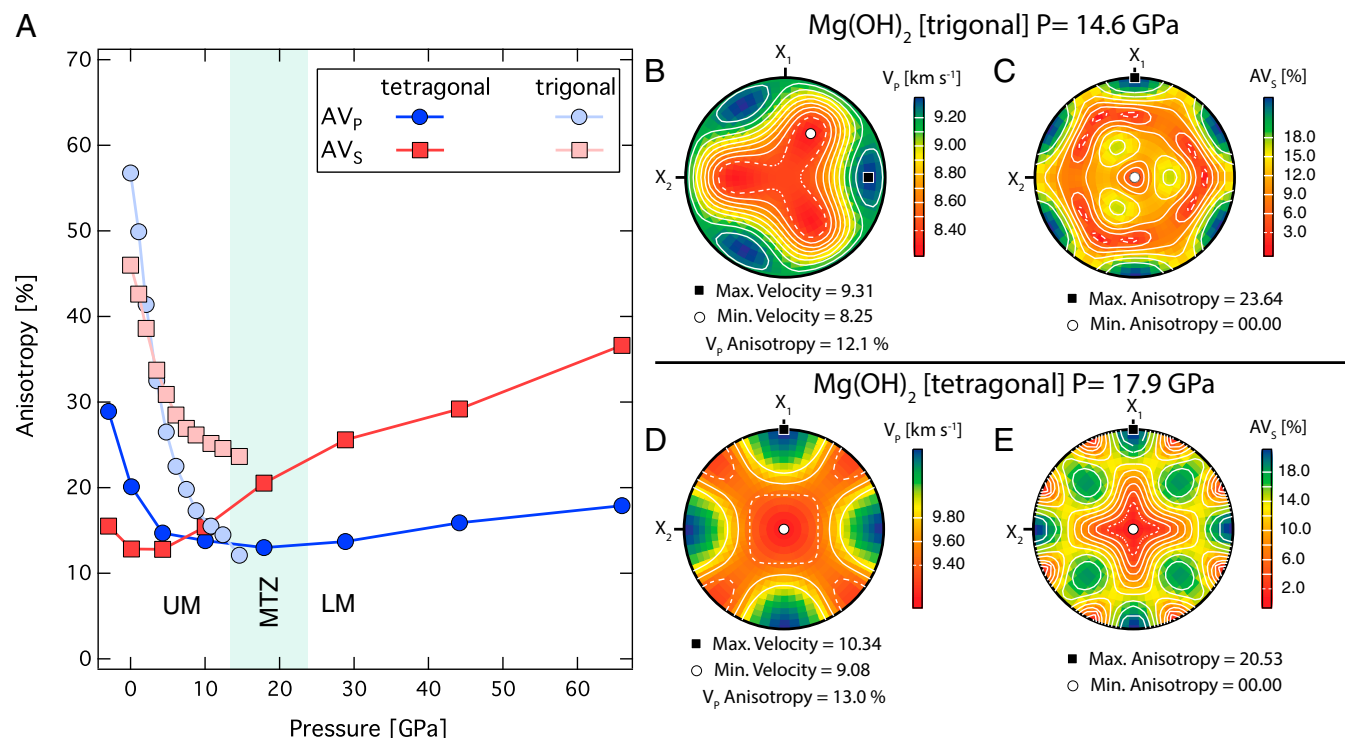 A
Anisotropy [%]
70
60
50
40
30
20
10
0
tetragonal trigonal
AVP
AVS
UM
MTZ
LM
0 10 20 30 40 50 60
Pressure [GPa]
Mg(OH)2 [trigonal] P= 14.6 GPa
B
X1
X2
VP [km s-1]
9.20
9.00
8.80
8.60
8.40
■ Max. Velocity = 9.31
○ Min. Velocity = 8.25
VP Anisotropy = 12.1 %
C
X1
X2
AVS [%]
18.0
15.0
12.0
9.0
6.0
3.0
■ Max. Anisotropy = 23.64
○ Min. Anisotropy = 00.00
Mg(OH)2 [tetragonal] P= 17.9 GPa
D
X1
X2
VP [km s-1]
9.80
9.60
9.40
■ Max. Velocity = 10.34
○ Min. Velocity = 9.08
VP Anisotropy = 13.0 %
E
X1
X2
AVS [%]
18.0
14.0
10.0
6.0
2.0
■ Max. Anisotropy = 20.53
○ Min. Anisotropy = 00.00